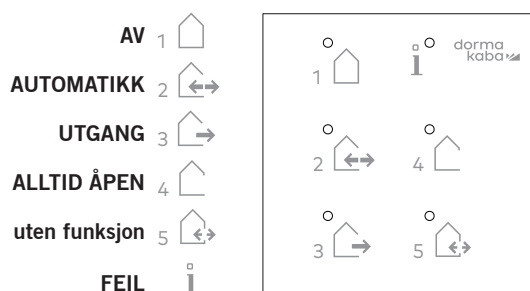 AV 1
AUTOMATIKK 2
UTGANG 3
ALLTID ÅPEN 4
uten funksjon 5
FEIL i
1 i dorma
kaba
2 4
3 5